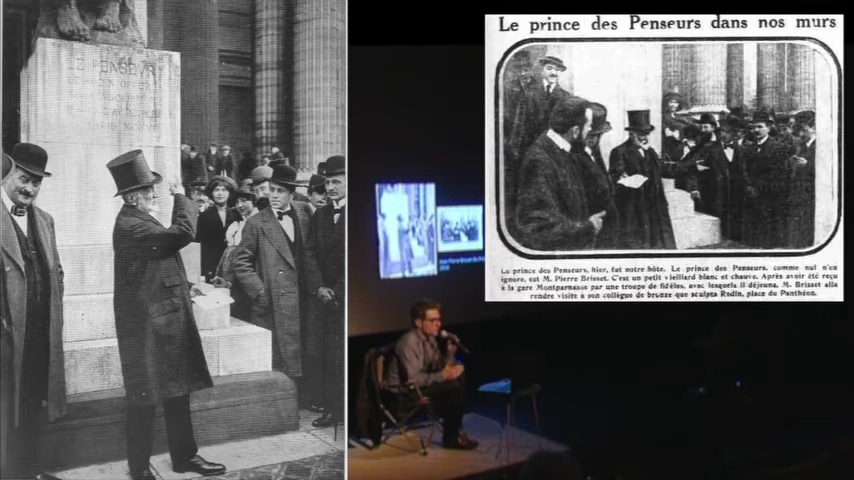 LE PENSEUR
Le prince des Penseurs dans nos murs
Le prince des Penseurs, hier, fut notre hôte. Le prince des Penseurs, comme nul n'en
ignore, est M. Pierre Brisset. C'est un petit vieillard blanc et chauve. Après avoir été reçu
à la gare Montparnasse par une troupe de fidèles, avec lesquels il déjeuna, M. Brisset alla
rendre visite à son collègue de bronze que sculpta Rodin, place du Panthéon.